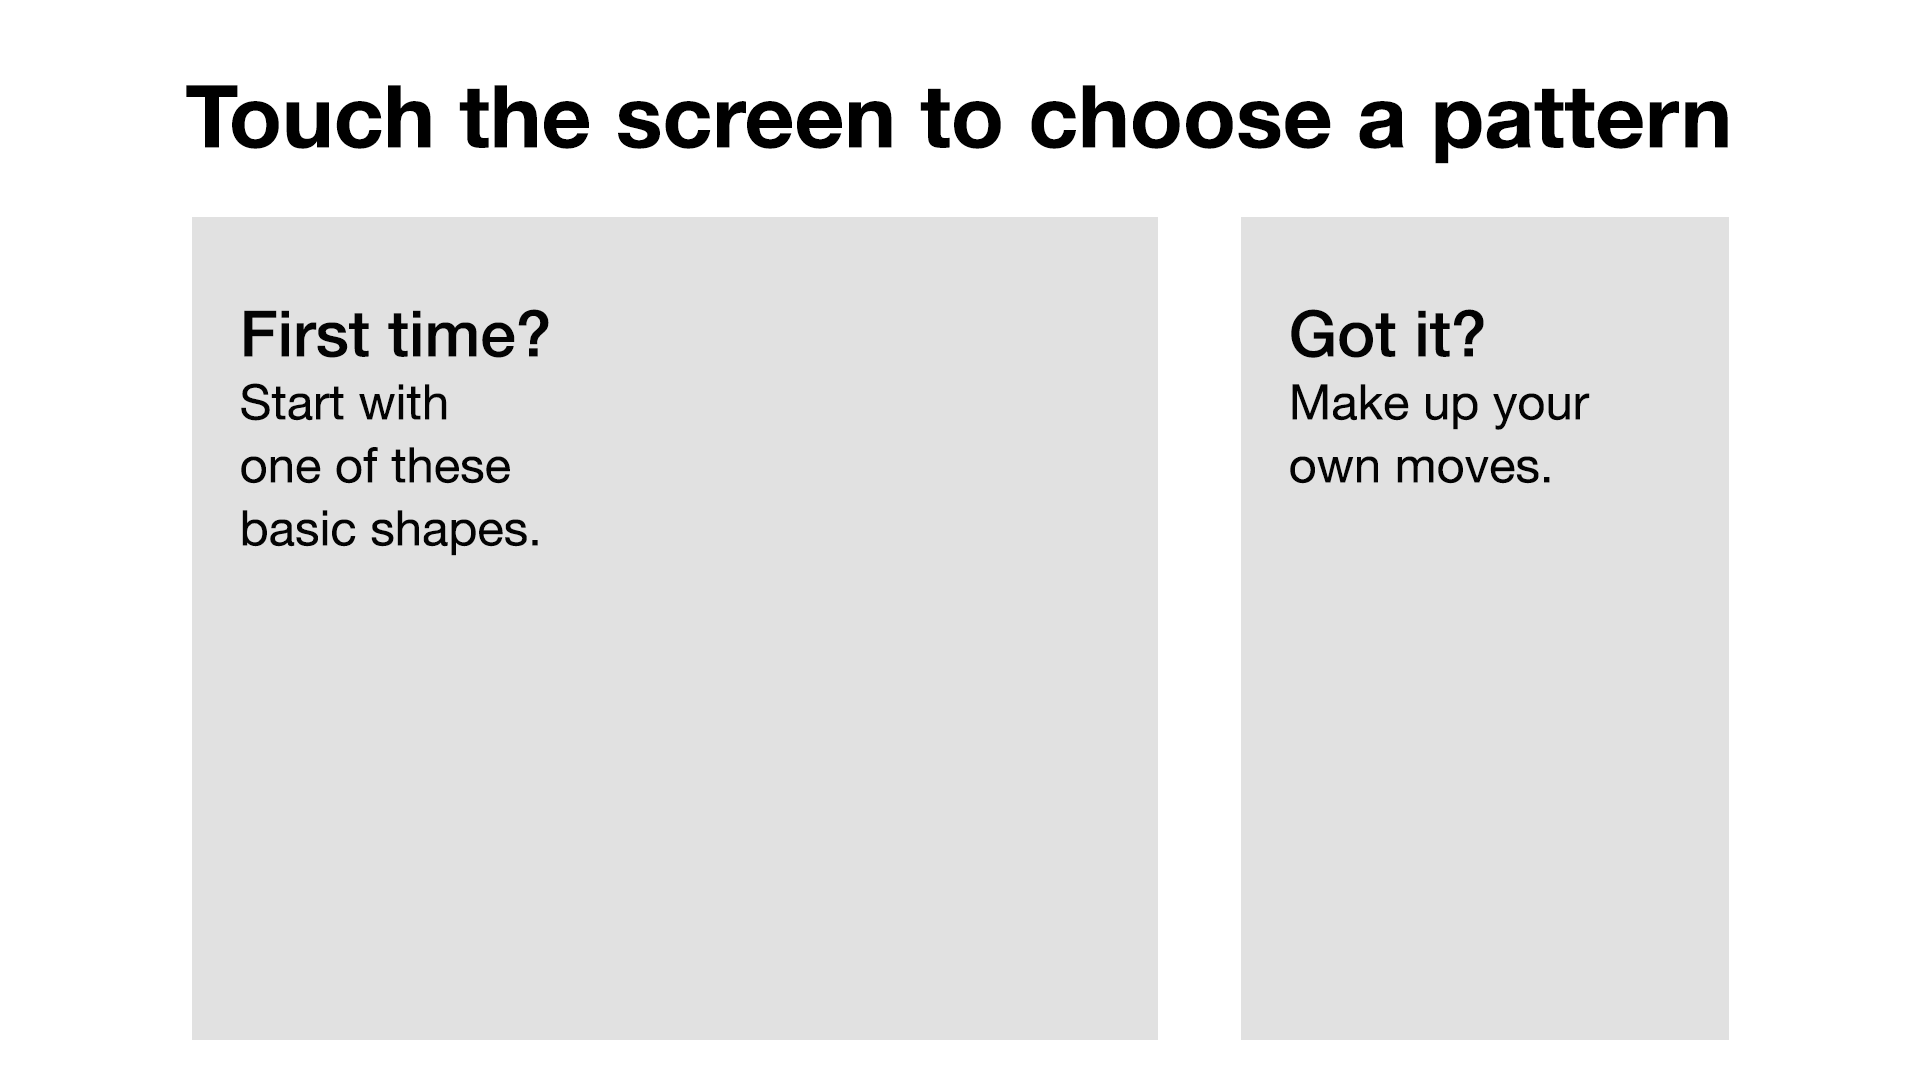 Touch the screen to choose a pattern
First time?
Start with
one of these
basic shapes.
Got it?
Make up your
own moves.